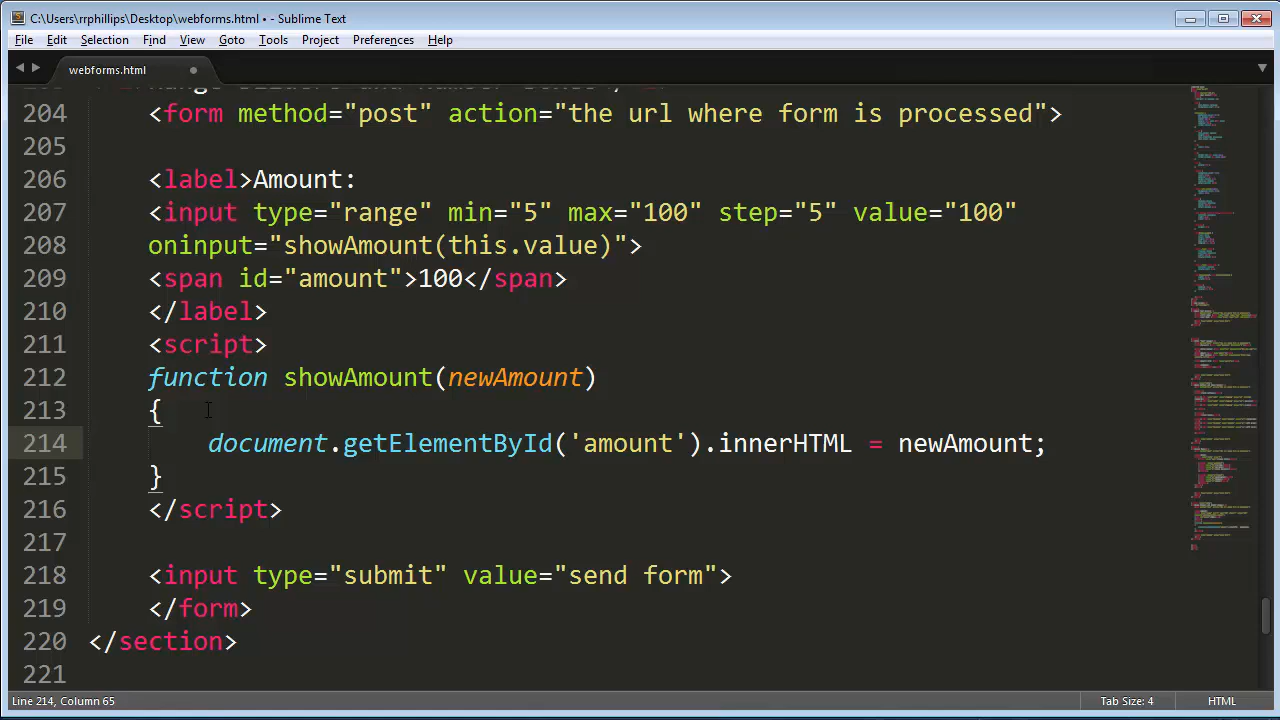 C:\Users\rrphillips\Desktop\webforms.html • - Sublime Text
File Edit Selection Find View Goto Tools Project Preferences Help
webforms.html
204 <form method="post" action="the url where form is processed">
205
206 <label>Amount:
207 <input type="range" min="5" max="100" step="5" value="100"
208 oninput="showAmount(this.value)">
209 <span id="amount">100</span>
210 </label>
211 <script>
212 function showAmount(newAmount)
213 {
214 document.getElementById('amount').innerHTML = newAmount;
215 }
216 </script>
217
218 <input type="submit" value="send form">
219 </form>
220 </section>
221
Line 214, Column 65 Tab Size: 4 HTML